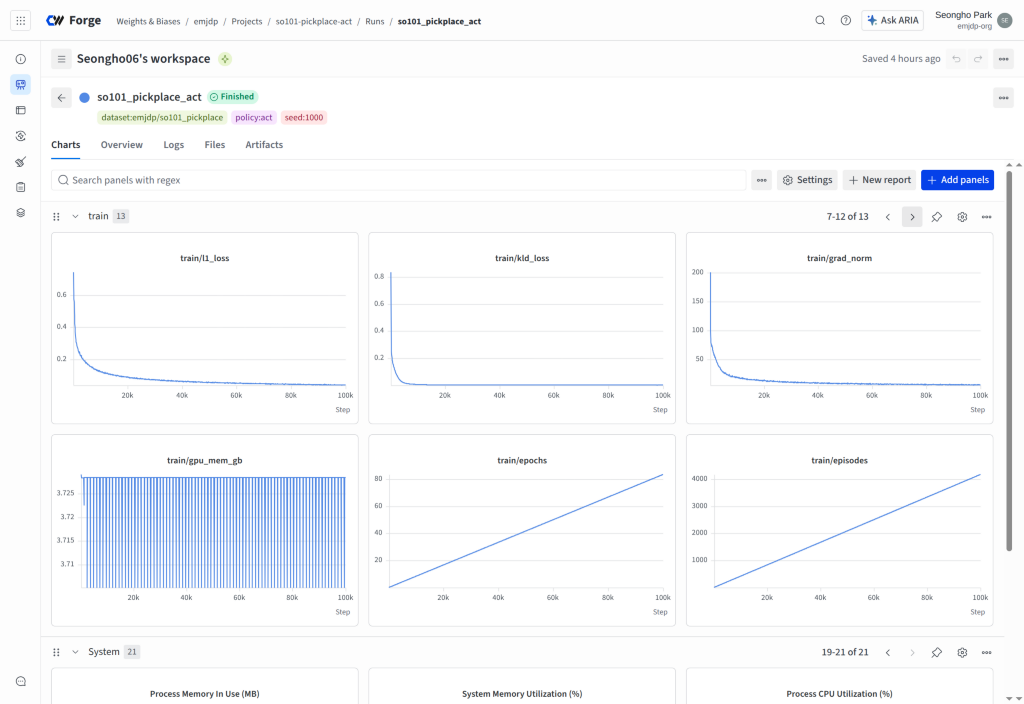 Forge
Weights & Biases / emjdp / Projects / so101-pickplace-act / Runs / so101_pickplace_act
Ask ARIA
Seongho Park
emjdp-org
SE
Seongho06's workspace
Saved 4 hours ago
so101_pickplace_act
Finished
dataset:emjdp/so101_pickplace
policy:act
seed:1000
Charts
Overview
Logs
Files
Artifacts
Search panels with regex
Settings
New report
Add panels
train 13
7-12 of 13
train/l1_loss
0.6
0.4
0.2
20k 40k 60k 80k 100k
Step
train/kld_loss
0.8
0.6
0.4
0.2
20k 40k 60k 80k 100k
Step
train/grad_norm
200
150
100
50
20k 40k 60k 80k 100k
Step
train/gpu_mem_gb
3.725
3.72
3.715
3.71
20k 40k 60k 80k 100k
Step
train/epochs
80
60
40
20
20k 40k 60k 80k 100k
Step
train/episodes
4000
3000
2000
1000
20k 40k 60k 80k 100k
Step
System 21
19-21 of 21
Process Memory In Use (MB)
System Memory Utilization (%)
Process CPU Utilization (%)